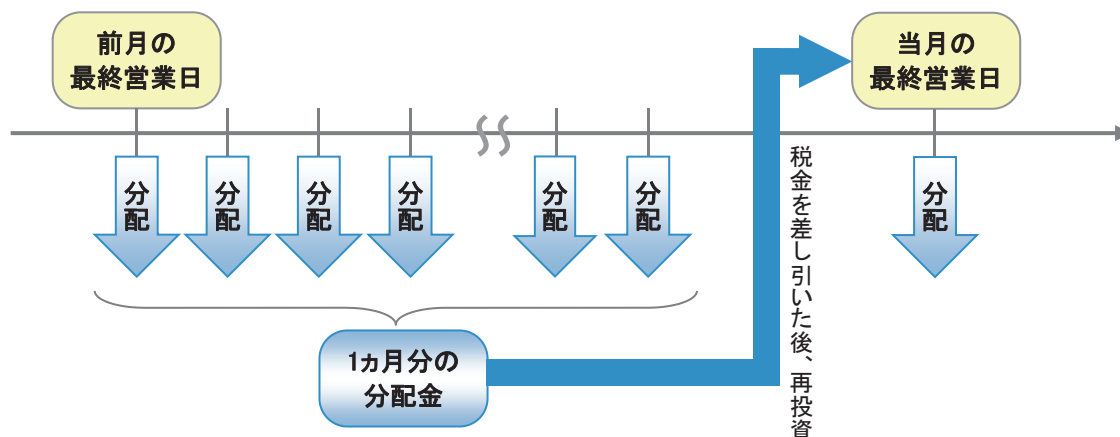 前月の
最終営業日
当月の
最終営業日
分配
分配
分配
分配
分配
分配
分配
税金を差し引いた後、再投資
1ヵ月分の
分配金